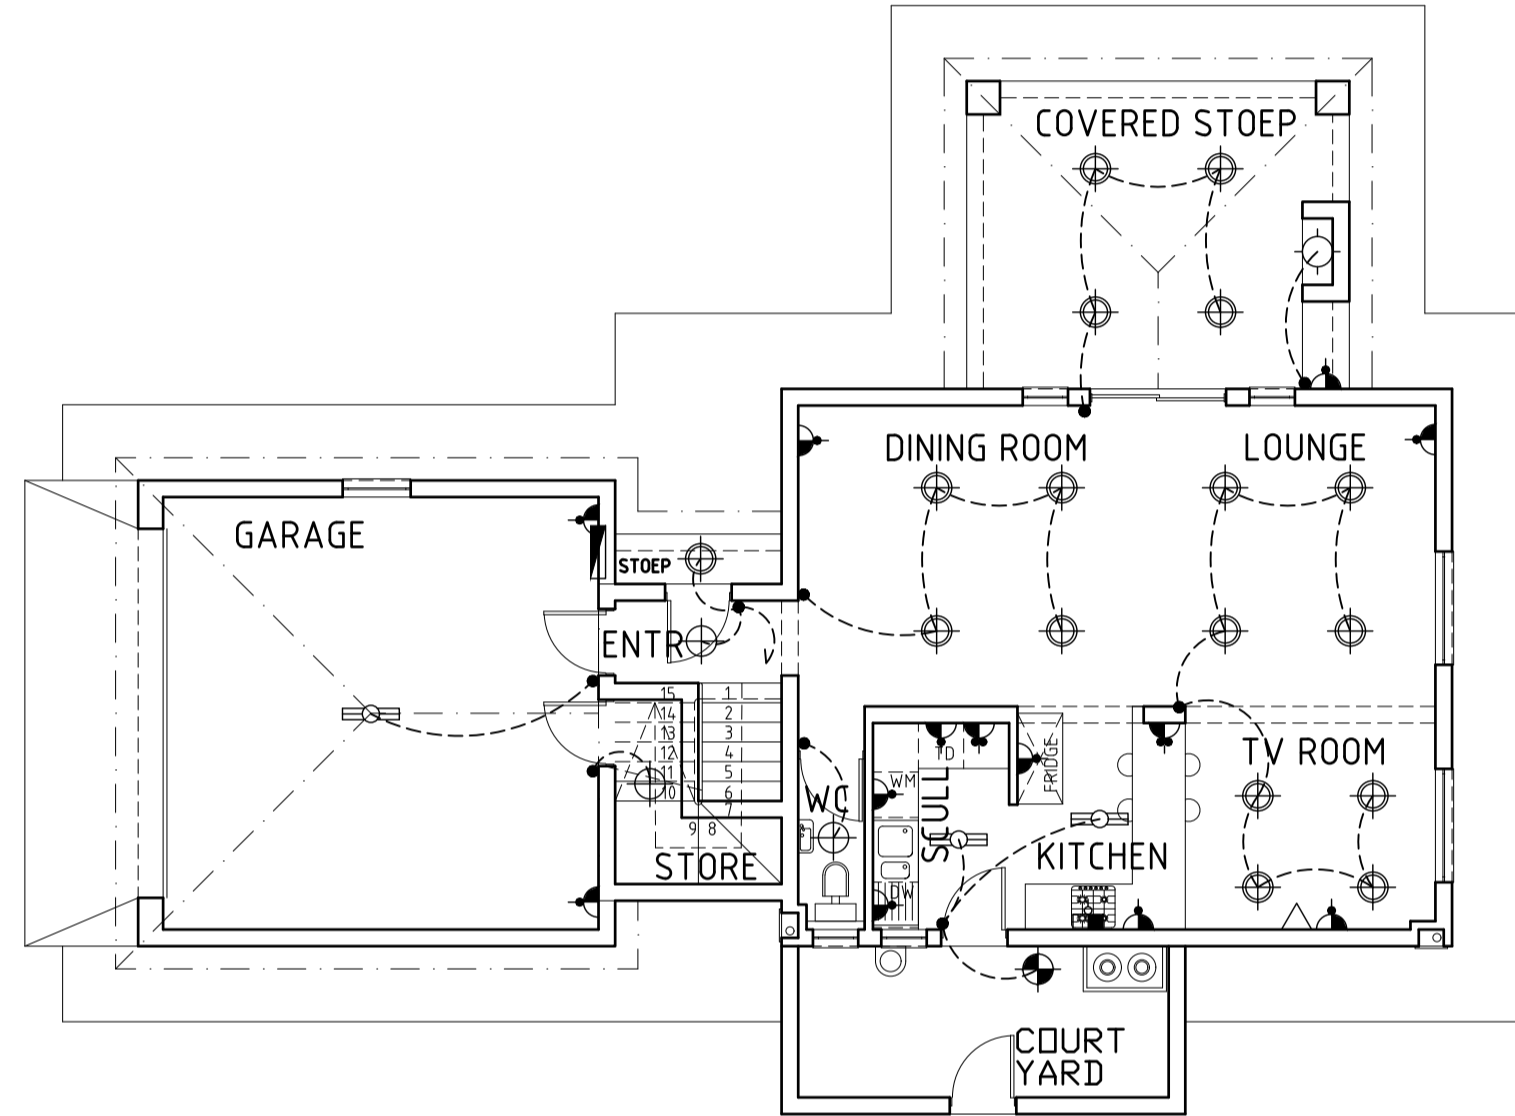 COVERED STOEP
DINING ROOM
LOUNGE
GARAGE
STOEP
ENTR
15
1
14
2
13
3
12
4
11
5
10
6
7
9
8
STORE
WC
TD
WM
SCULL
DW
FRIDGE
KITCHEN
TV ROOM
COURT
YARD